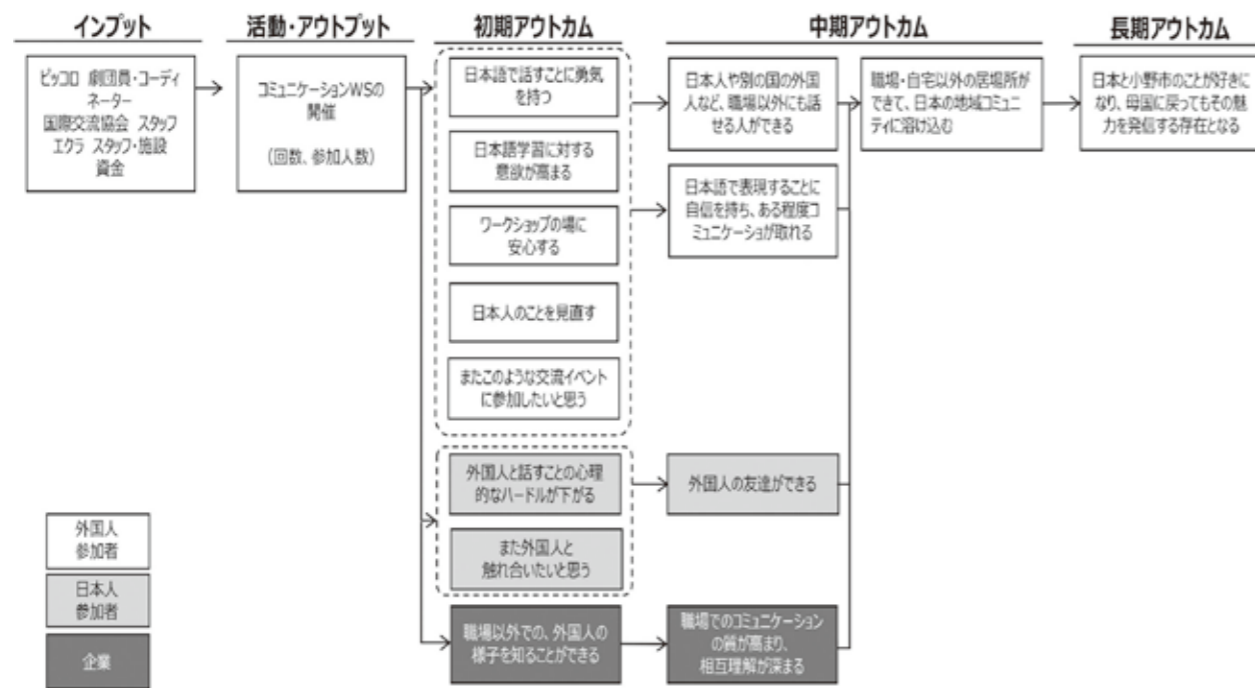 インプット
活動・アウトプット
初期アウトカム
中期アウトカム
長期アウトカム
ピッコロ 劇団員・コーディ
ネーター
国際交流協会 スタッフ
エクラ スタッフ・施設
資金
コミュニケーションWSの
開催
(回数、参加人数)
日本語で話すことに勇気
を持つ
日本語学習に対する
意欲が高まる
ワークショップの場に
安心する
日本人のことを見直す
またこのような交流イベント
に参加したいと思う
日本人や別の国の外国
人など、職場以外にも話
せる人ができる
日本語で表現することに
自信を持ち、ある程度コ
ミュニケーショが取れる
職場・自宅以外の居場所が
できて、日本の地域コミュニ
ティに溶け込む
日本と小野市のことが好きに
なり、母国に戻ってもその魅
力を発信する存在となる
外国人と話すことの心理
的なハードルが下がる
また外国人と
触れ合いたいと思う
外国人の友達ができる
職場以外での、外国人の
様子を知ることができる
職場でのコミュニケーション
の質が高まり、
相互理解が深まる
外国人
参加者
日本人
参加者
企業